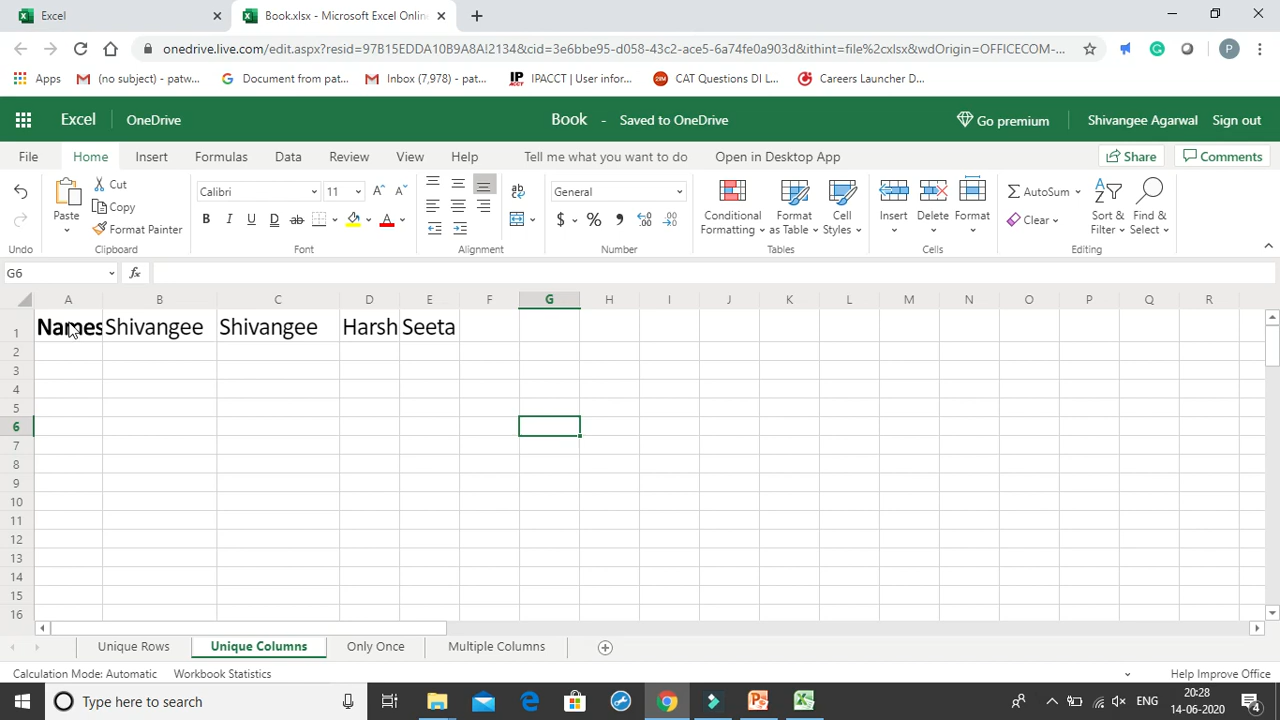 Excel
Book.xlsx - Microsoft Excel Online
onedrive.live.com/edit.aspx?resid=97B15EDDA10B9A8A!2134&cid=3e6bbe95-d058-43c2-ace5-6a74fe0a903d&ithint=file%2cxlsx&wdOrigin=OFFICECOM-...
P
Apps
(no subject) - patw...
Document from pat...
Inbox (7,978) - pat...
IPACCT | User infor...
CAT Questions DI L...
Careers Launcher D...
Excel
OneDrive
Book - Saved to OneDrive
Go premium
Shivangee Agarwal
Sign out
File
Home
Insert
Formulas
Data
Review
View
Help
Tell me what you want to do
Open in Desktop App
Share
Comments
Cut
Copy
Format Painter
Paste
Calibri
11
B I U D ab
A A
General
$ % 9
Conditional Formatting
Format as Table
Cell Styles
Insert
Delete
Format
AutoSum
Clear
Sort & Filter
Find & Select
Undo
Clipboard
Font
Alignment
Number
Tables
Cells
Editing
G6
fx
A B C D E F G H I J K L M N O P Q R
1 Names Shivangee Shivangee Harsh Seeta
2
3
4
5
6
7
8
9
10
11
12
13
14
15
16
Unique Rows
Unique Columns
Only Once
Multiple Columns
Calculation Mode: Automatic
Workbook Statistics
Help Improve Office
Type here to search
ENG
20:28
14-06-2020
4